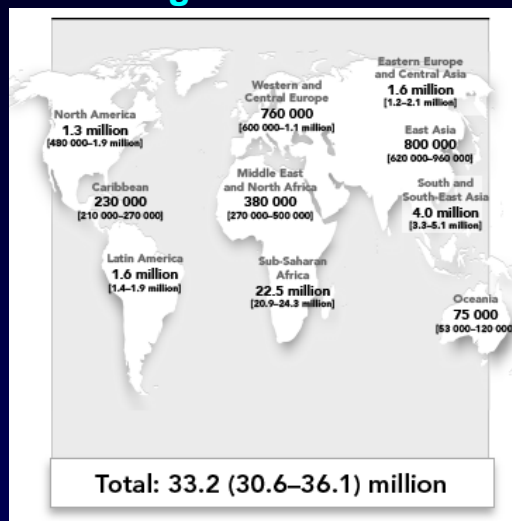 Western and
Central Europe
760 000
[600 000–1.1 million]
Eastern Europe
and Central Asia
1.6 million
[1.2–2.1 million]
North America
1.3 million
[480 000–1.9 million]
East Asia
800 000
[620 000–960 000]
Middle East
and North Africa
380 000
[270 000–500 000]
Caribbean
230 000
[210 000–270 000]
South and
South-East Asia
4.0 million
[3.3–5.1 million]
Latin America
1.6 million
[1.4–1.9 million]
Sub-Saharan
Africa
22.5 million
[20.9–24.3 million]
Oceania
75 000
[53 000–120 000
Total: 33.2 (30.6–36.1) million